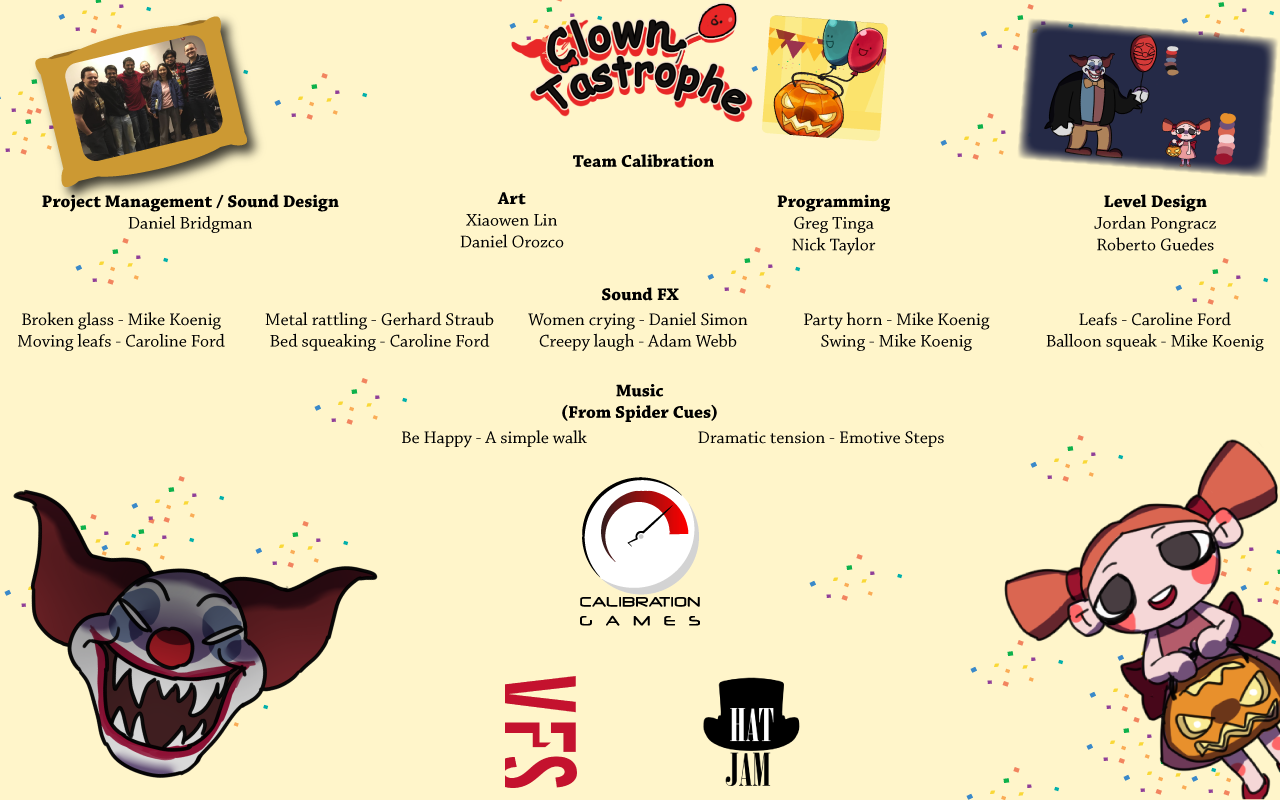 Clown
Tastrophe
Team Calibration
Project Management / Sound Design
Daniel Bridgman
Art
Xiaowen Lin
Daniel Orozco
Programming
Greg Tinga
Nick Taylor
Level Design
Jordan Pongracz
Roberto Guedes
Sound FX
Broken glass - Mike Koenig
Moving leafs - Caroline Ford
Metal rattling - Gerhard Straub
Bed squeaking - Caroline Ford
Women crying - Daniel Simon
Creepy laugh - Adam Webb
Party horn - Mike Koenig
Swing - Mike Koenig
Leafs - Caroline Ford
Balloon squeak - Mike Koenig
Music
(From Spider Cues)
Be Happy - A simple walk
Dramatic tension - Emotive Steps
CALIBRATION
GAMES
VFS
HAT
JAM